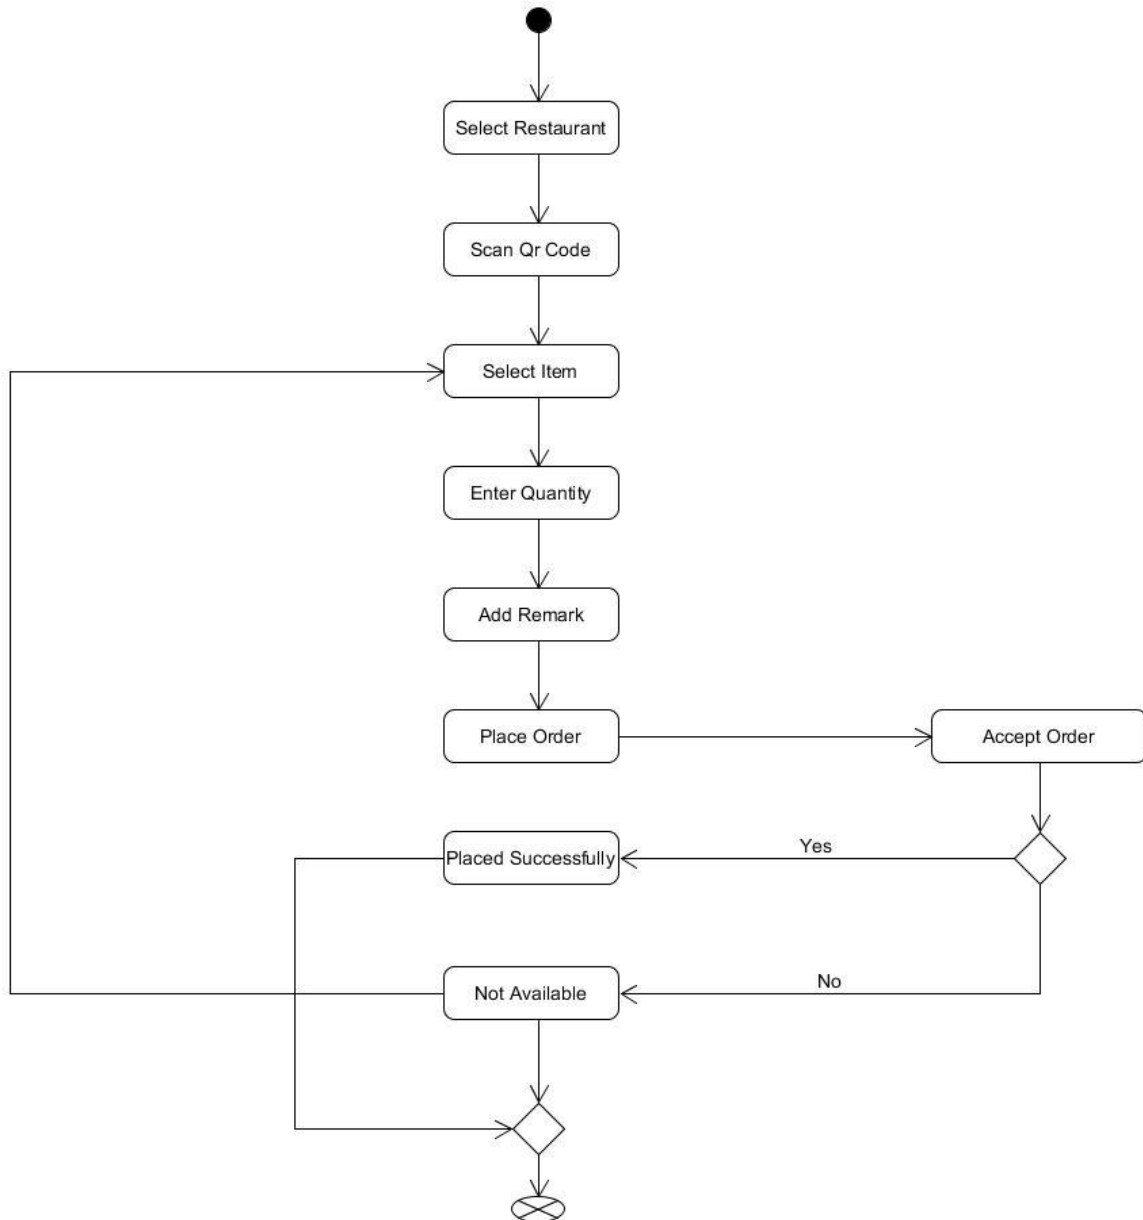 Select Restaurant
Scan Qr Code
Select Item
Enter Quantity
Add Remark
Place Order
Accept Order
Placed Successfully
Yes
Not Available
No